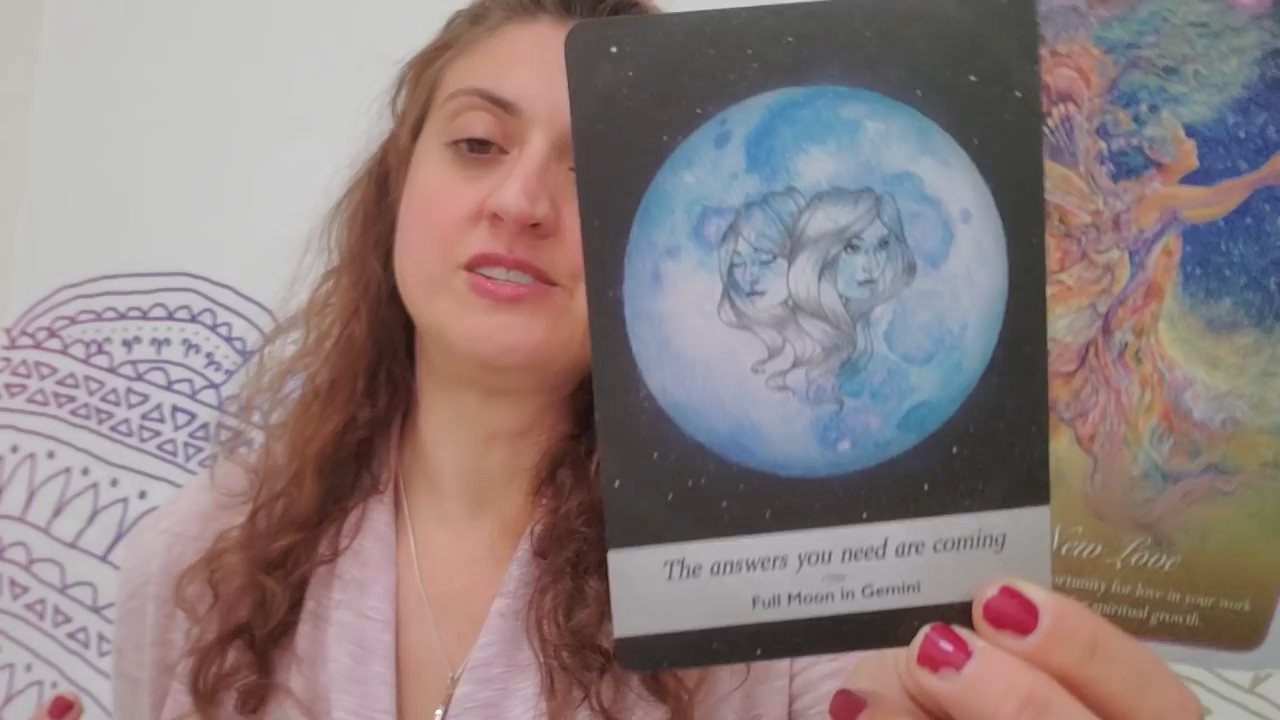 The answers you need are coming
Full Moon in Gemini
New Love
for love in your work
spiritual growth.